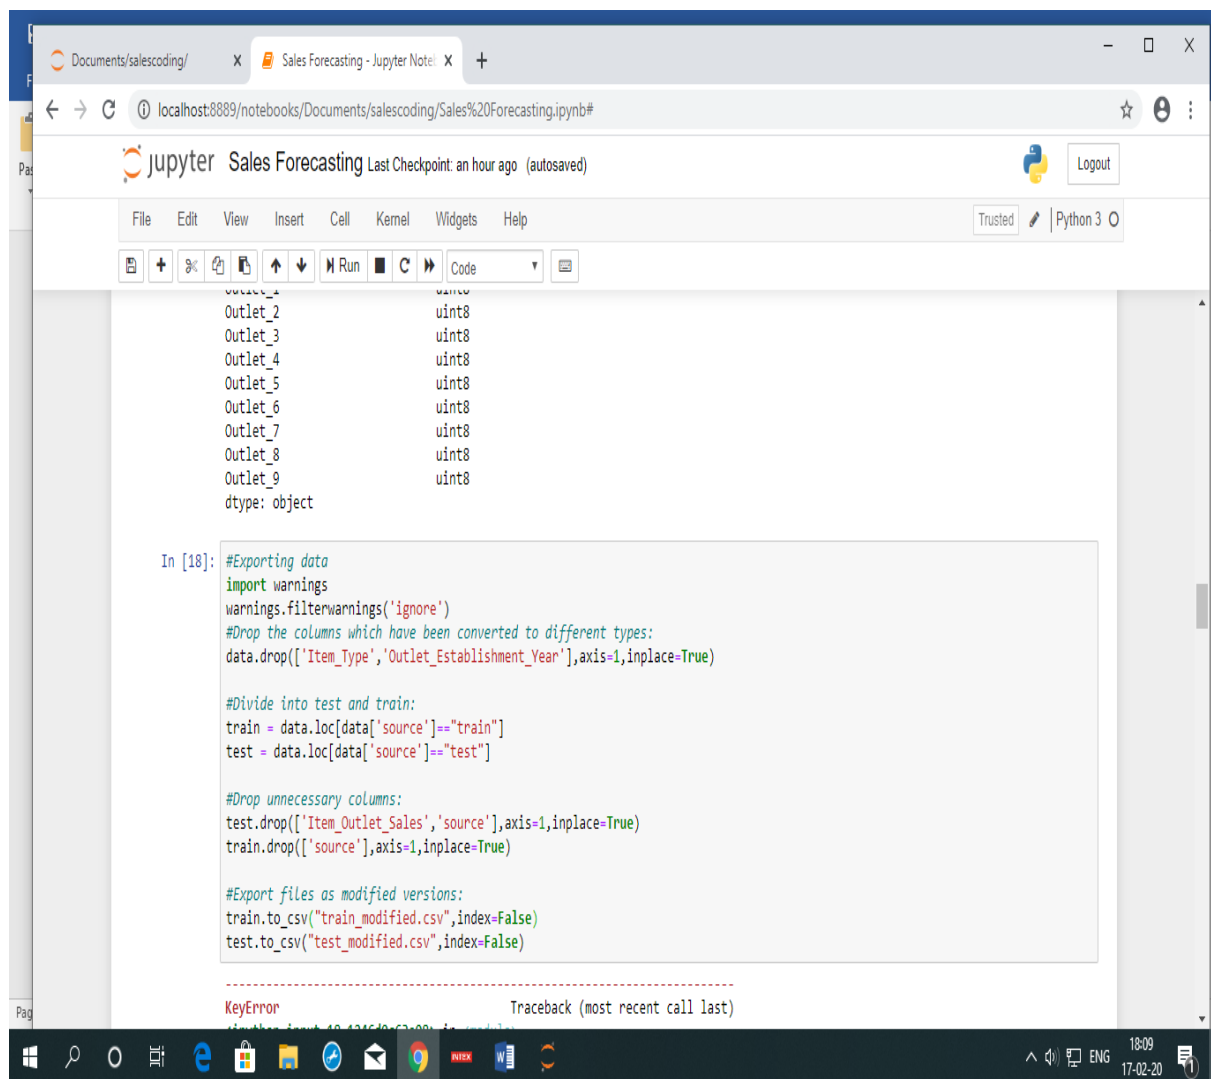 Documents/salescoding/ X Sales Forecasting - Jupyter Note X +
localhost:8889/notebooks/Documents/salescoding/Sales%20Forecasting.ipynb#
Pas
jupyter Sales Forecasting Last Checkpoint: an hour ago (autosaved)
Logout
File Edit View Insert Cell Kernel Widgets Help
Trusted Python 3 O
Run Code
Outlet_1 uint8
Outlet_2 uint8
Outlet_3 uint8
Outlet_4 uint8
Outlet_5 uint8
Outlet_6 uint8
Outlet_7 uint8
Outlet_8 uint8
Outlet_9 uint8
dtype: object
In [18]: #Exporting data
import warnings
warnings.filterwarnings('ignore')
#Drop the columns which have been converted to different types:
data.drop(['Item_Type','Outlet_Establishment_Year'],axis=1,inplace=True)
#Divide into test and train:
train = data.loc[data['source']=="train"]
test = data.loc[data['source']=="test"]
#Drop unnecessary columns:
test.drop(['Item_Outlet_Sales','source'],axis=1,inplace=True)
train.drop(['source'],axis=1,inplace=True)
#Export files as modified versions:
train.to_csv("train_modified.csv",index=False)
test.to_csv("test_modified.csv",index=False)
---------------------------------------------------------------------------
KeyError Traceback (most recent call last)
Pag
INTEX
ENG
18:09
17-02-20